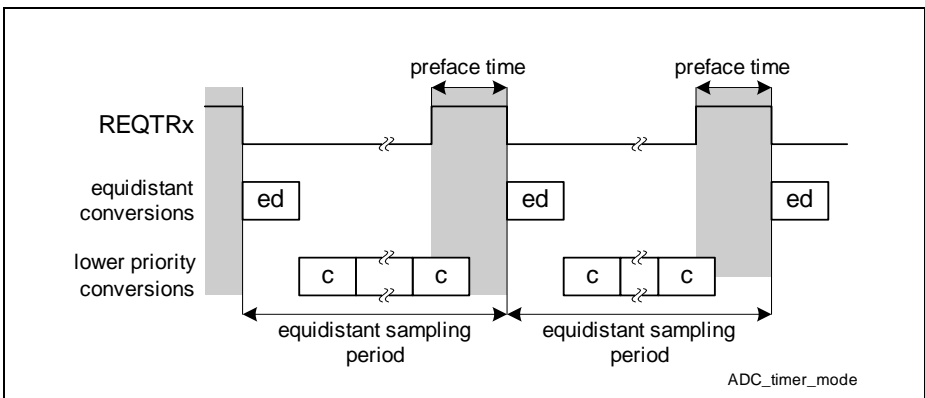 preface time
preface time
REQTRx
equidistant
conversions
ed
ed
ed
lower priority
conversions
c
c
c
c
equidistant sampling
period
equidistant sampling
period
ADC_timer_mode